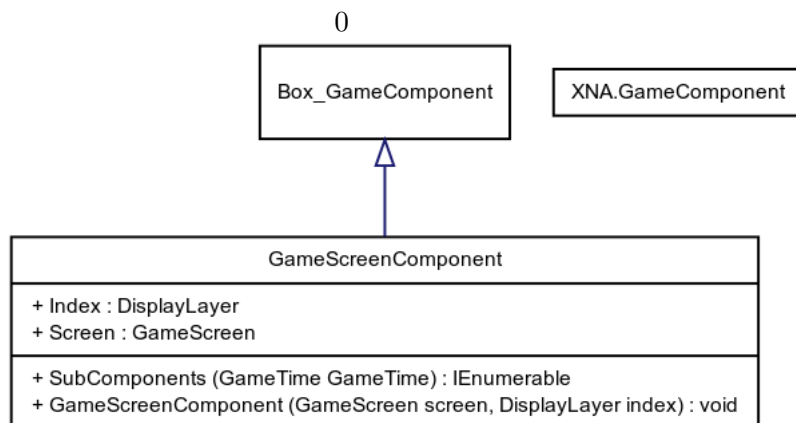 0
Box_GameComponent
XNA.GameComponent
GameScreenComponent
+ Index : DisplayLayer
+ Screen : GameScreen
+ SubComponents (GameTime GameTime) : IEnumerable
+ GameScreenComponent (GameScreen screen, DisplayLayer index) : void